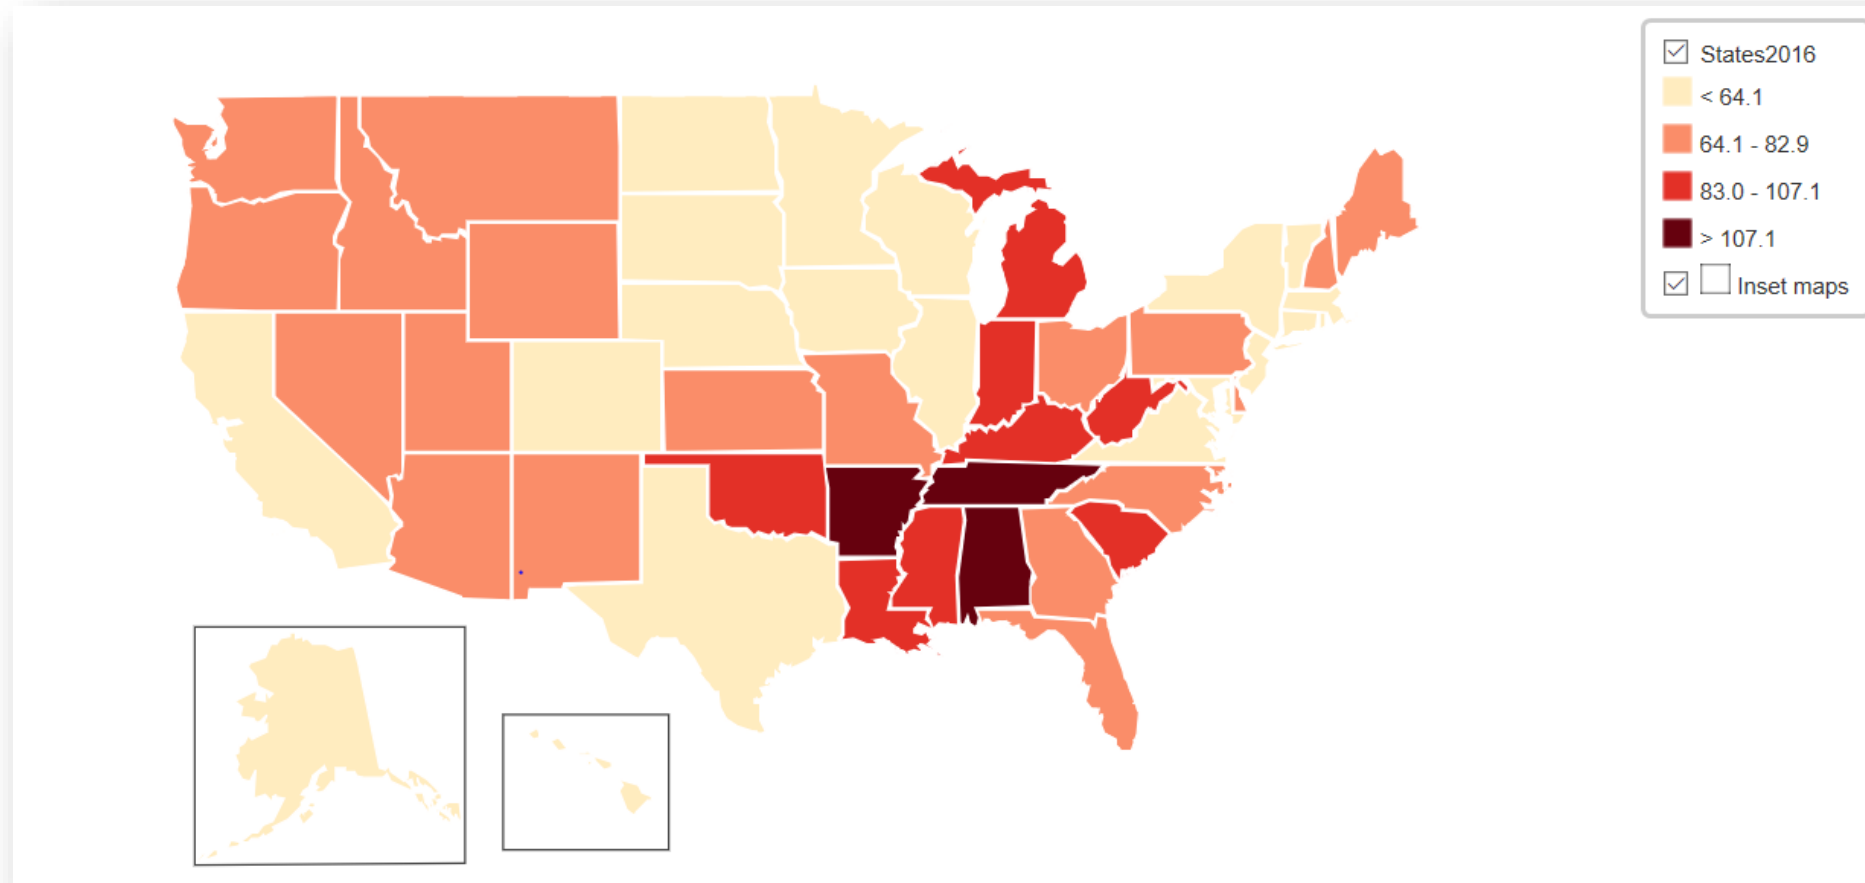 States2016
< 64.1
64.1 - 82.9
83.0 - 107.1
> 107.1
Inset maps